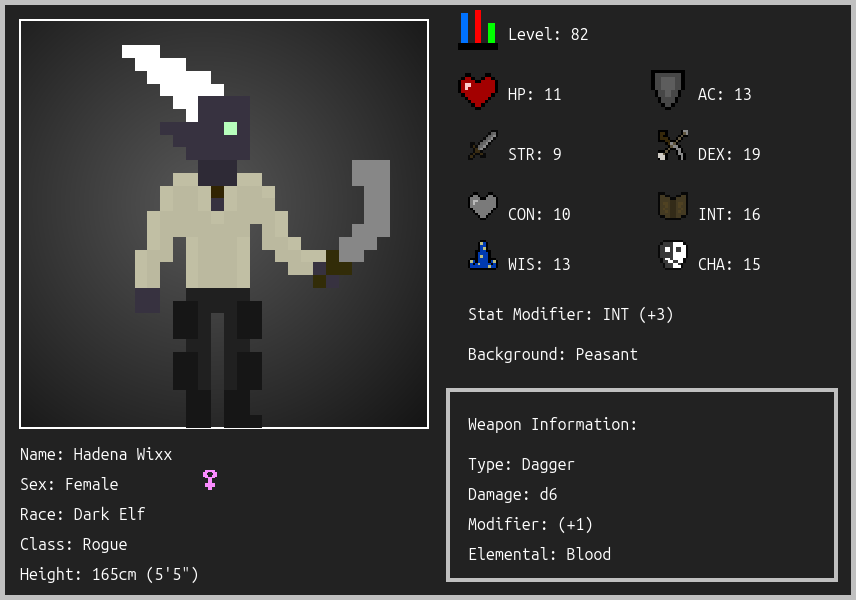 Level: 82
HP: 11
AC: 13
STR: 9
DEX: 19
CON: 10
INT: 16
WIS: 13
CHA: 15
Stat Modifier: INT (+3)
Background: Peasant
Weapon Information:
Type: Dagger
Damage: d6
Modifier: (+1)
Elemental: Blood
Name: Hadena Wixx
Sex: Female
Race: Dark Elf
Class: Rogue
Height: 165cm (5'5")